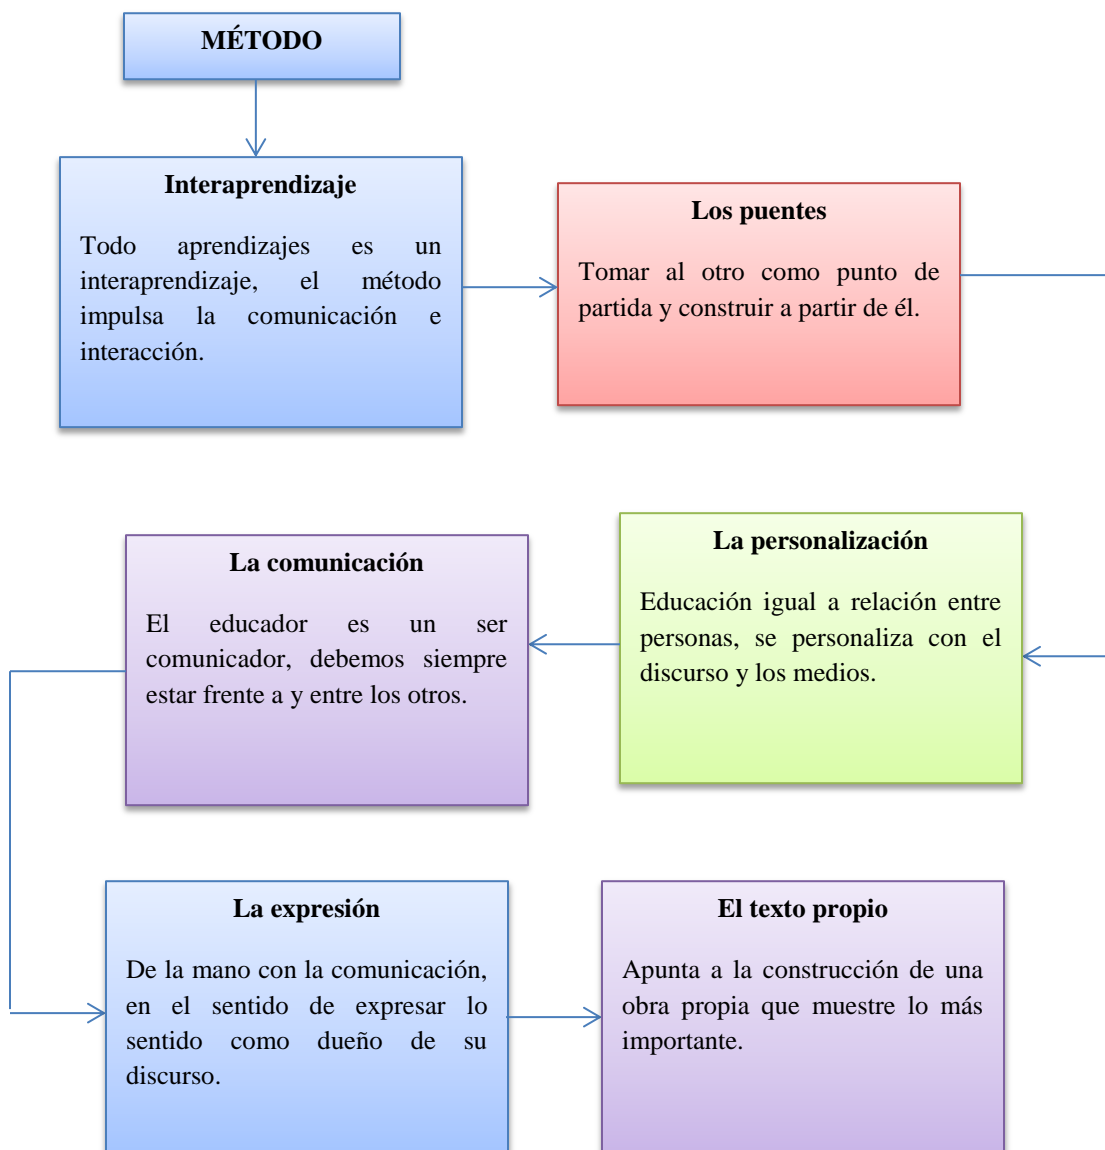 MÉTODO
Interaprendizaje
Todo aprendizajes es un
interaprendizaje, el método
impulsa la comunicación e
interacción.
Los puentes
Tomar al otro como punto de
partida y construir a partir de él.
La personalización
Educación igual a relación entre
personas, se personaliza con el
discurso y los medios.
La comunicación
El educador es un ser
comunicador, debemos siempre
estar frente a y entre los otros.
La expresión
De la mano con la comunicación,
en el sentido de expresar lo
sentido como dueño de su
discurso.
El texto propio
Apunta a la construcción de una
obra propia que muestre lo más
importante.